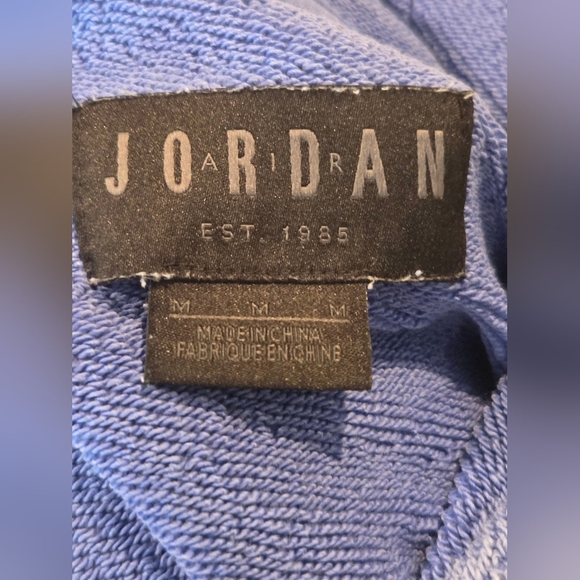 JORDAN
AIR
EST. 1985
M M M
MADE IN CHINA
FABRIQUE EN CHINE